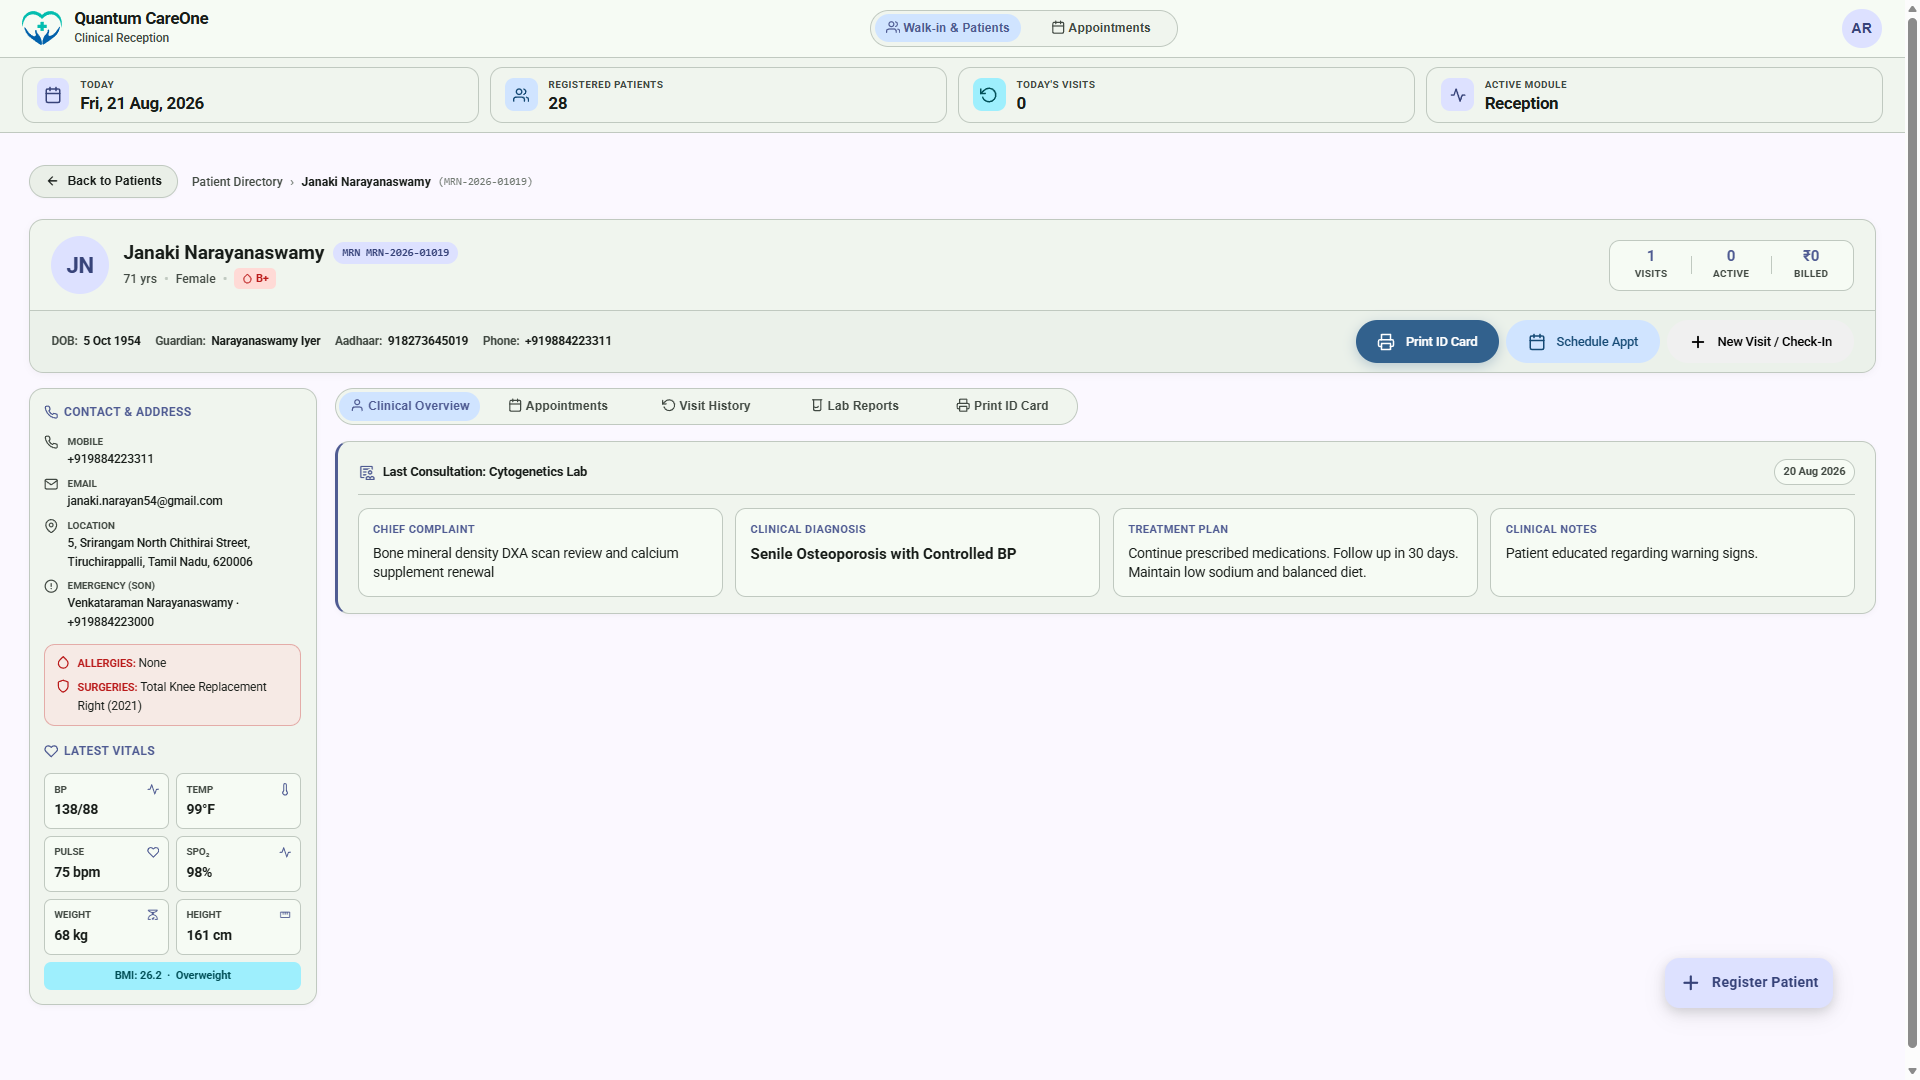 Quantum CareOne
Clinical Reception
Walk-in & Patients
Appointments
AR
TODAY
Fri, 21 Aug, 2026
REGISTERED PATIENTS
28
TODAY'S VISITS
0
ACTIVE MODULE
Reception
Back to Patients
Patient Directory › Janaki Narayanaswamy (MRN-2026-01019)
JN
Janaki Narayanaswamy
MRN MRN-2026-01019
71 yrs • Female • B+
1
VISITS
0
ACTIVE
₹0
BILLED
DOB: 5 Oct 1954 Guardian: Narayanaswamy Iyer Aadhaar: 918273645019 Phone: +919884223311
Print ID Card
Schedule Appt
New Visit / Check-In
CONTACT & ADDRESS
MOBILE
+919884223311
EMAIL
janaki.narayan54@gmail.com
LOCATION
5, Srirangam North Chithirai Street,
Tiruchirappalli, Tamil Nadu, 620006
EMERGENCY (SON)
Venkataraman Narayanaswamy ·
+919884223000
ALLERGIES: None
SURGERIES: Total Knee Replacement
Right (2021)
LATEST VITALS
BP
138/88
TEMP
99°F
PULSE
75 bpm
SPO₂
98%
WEIGHT
68 kg
HEIGHT
161 cm
BMI: 26.2 · Overweight
Clinical Overview
Appointments
Visit History
Lab Reports
Print ID Card
Last Consultation: Cytogenetics Lab
20 Aug 2026
CHIEF COMPLAINT
Bone mineral density DXA scan review and calcium
supplement renewal
CLINICAL DIAGNOSIS
Senile Osteoporosis with Controlled BP
TREATMENT PLAN
Continue prescribed medications. Follow up in 30 days.
Maintain low sodium and balanced diet.
CLINICAL NOTES
Patient educated regarding warning signs.
Register Patient